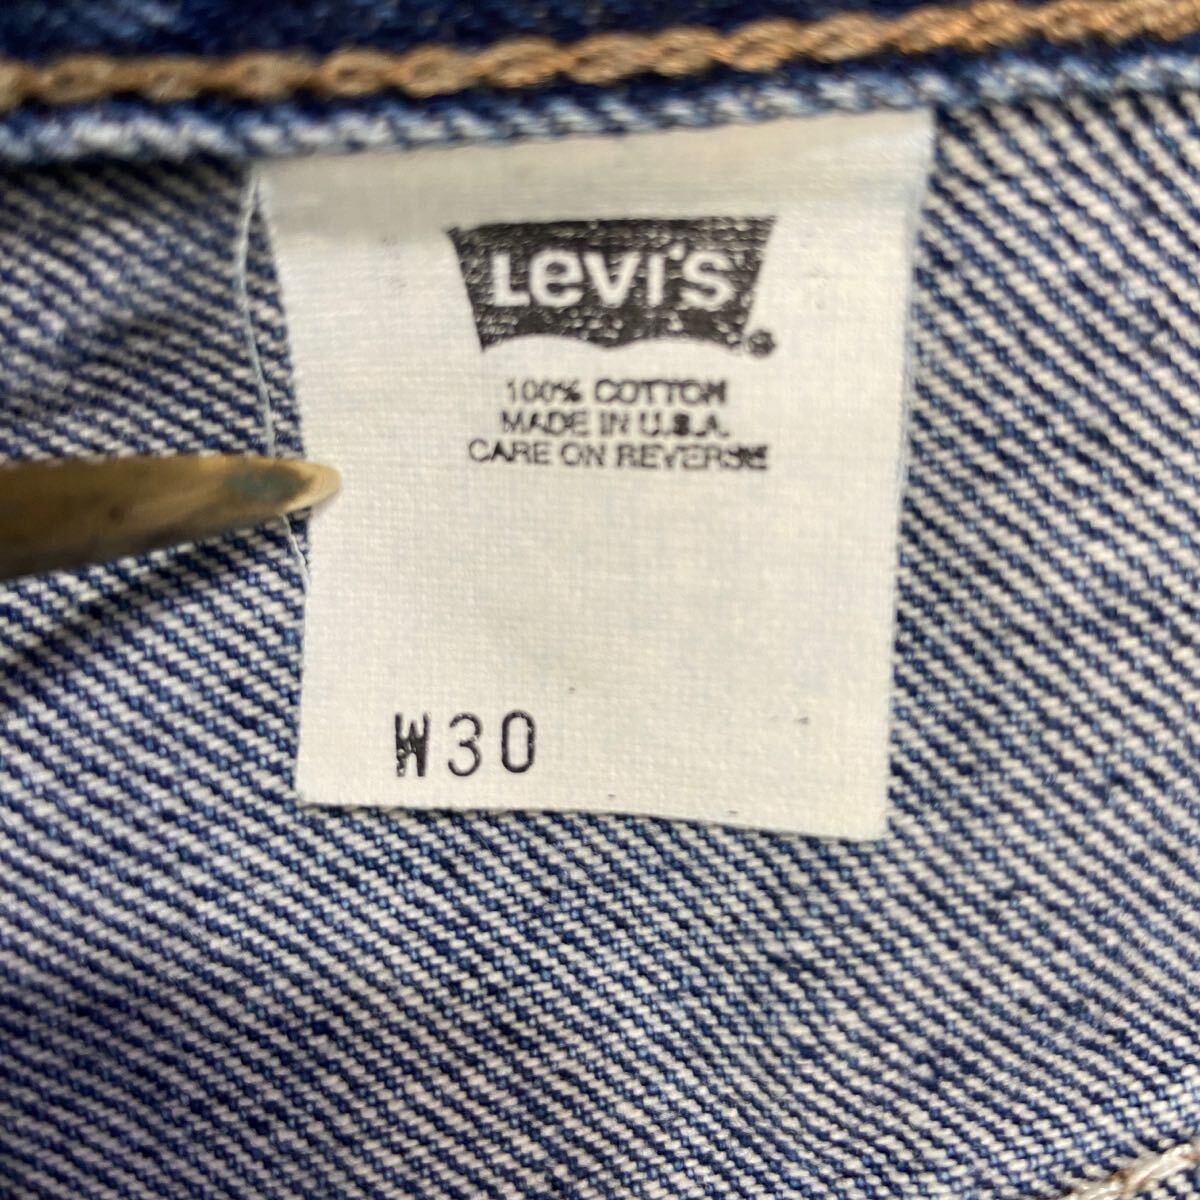 Levi's
100% COTTON
MADE IN U.S.A.
CARE ON REVERSE
W30